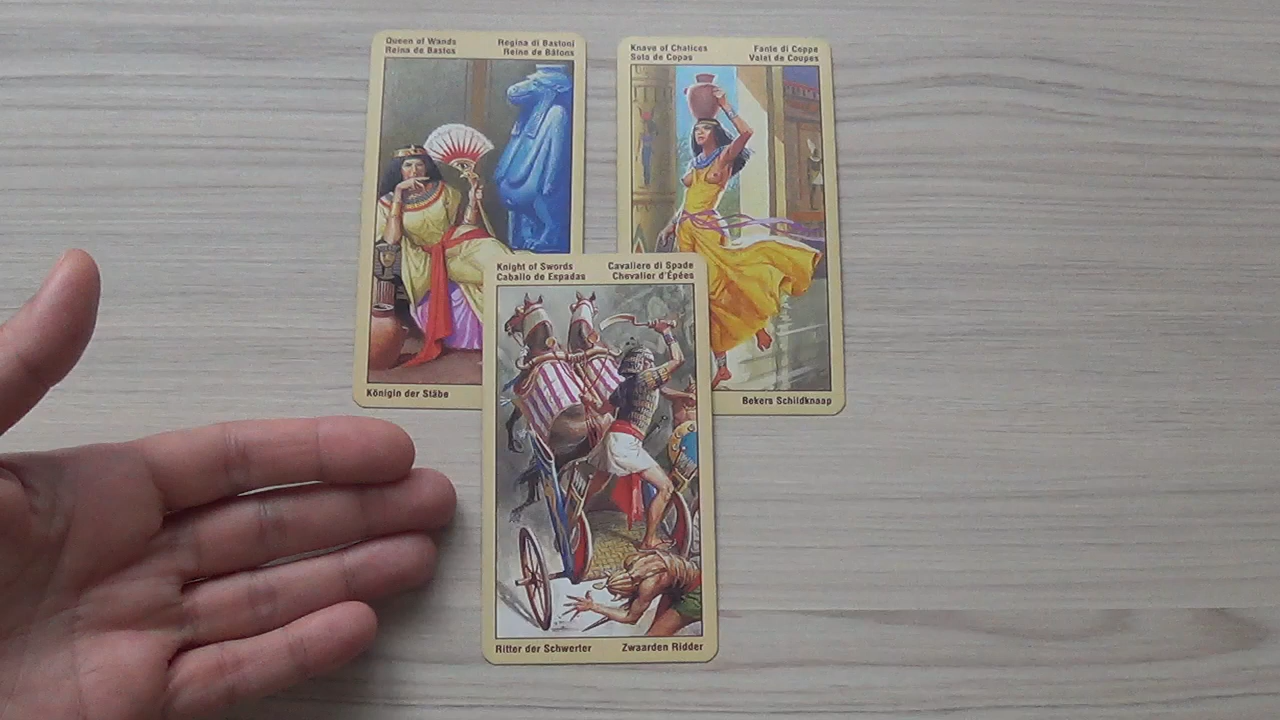 Queen of Wands
Reina de Bastos
Regina di Bastoni
Reine de Bâtons
Königin der Stäbe
Knave of Chalices
Sota de Copas
Fante di Coppe
Valet de Coupes
Bekers Schildknaap
Knight of Swords
Caballo de Espadas
Cavaliere di Spade
Chevalier d'Épées
Ritter der Schwerter
Zwaarden Ridder